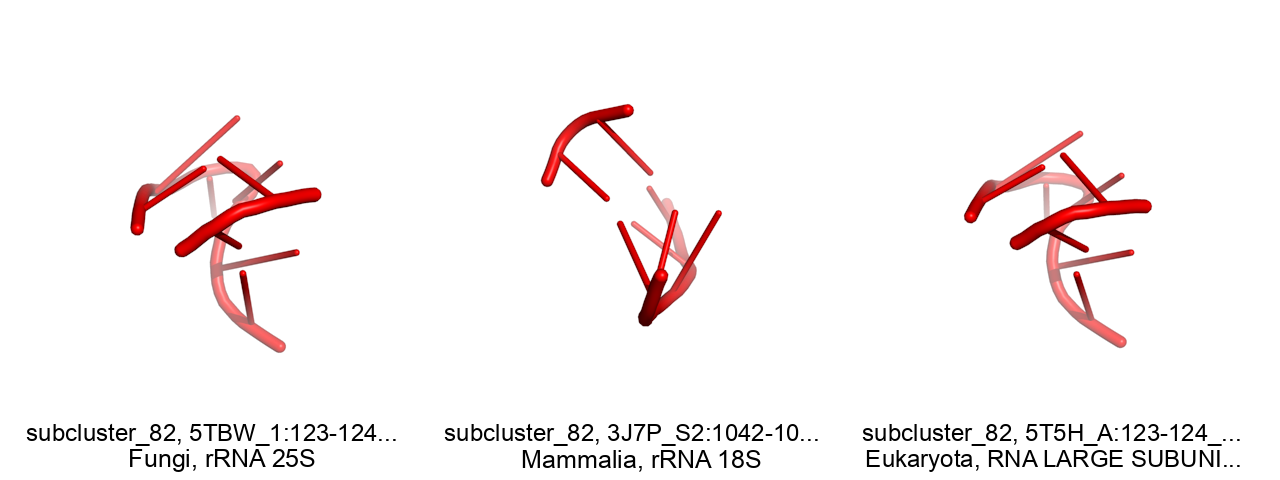 subcluster_82, 5TBW_1:123-124...
Fungi, rRNA 25S
subcluster_82, 3J7P_S2:1042-10...
Mammalia, rRNA 18S
subcluster_82, 5T5H_A:123-124_...
Eukaryota, RNA LARGE SUBUNI...